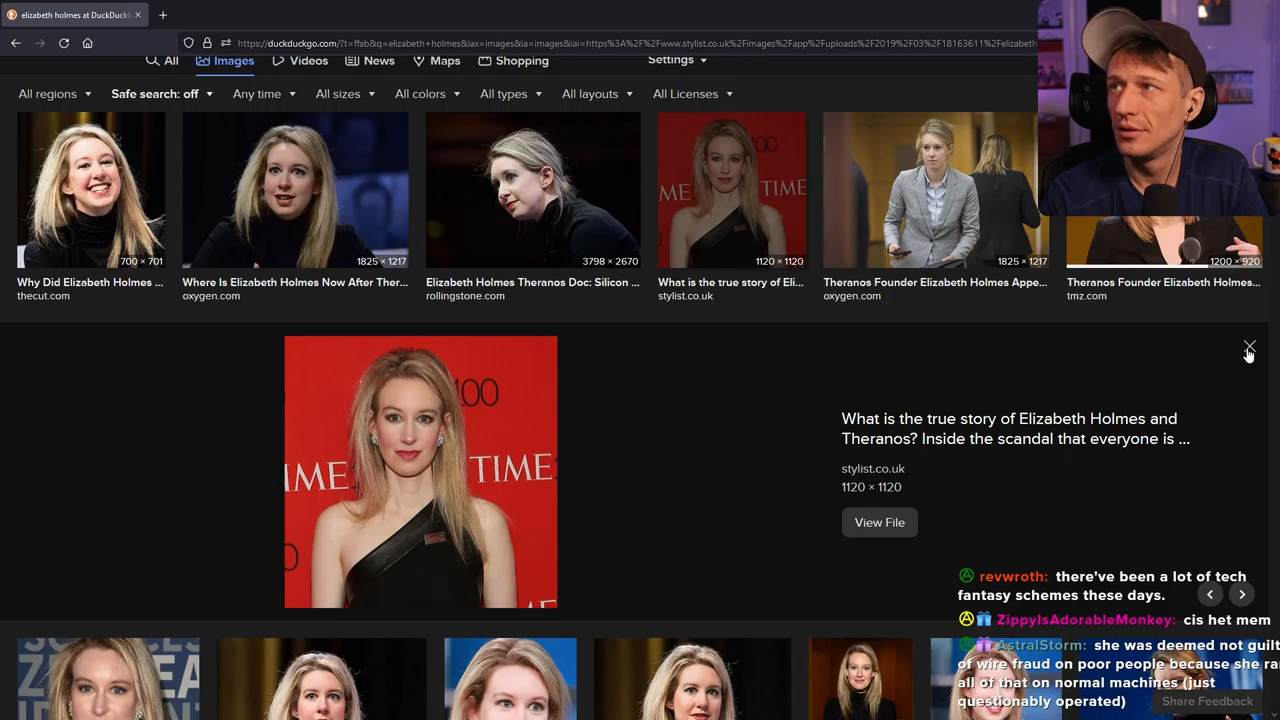 elizabeth holmes at DuckDuckG
https://duckduckgo.com/?t=ffab&q=elizabeth+holmes&iax=images&ia=images&iai=https%3A%2F%2Fwww.stylist.co.uk%2Fimages%2Fapp%2Fuploads%2F2019%2F03%2F18163611%2Felizabeth
All Images Videos News Maps Shopping Settings
All regions Safe search: off Any time All sizes All colors All types All layouts All Licenses
100
TIME TIME
700 × 701 1825 × 1217 3798 × 2670 1120 × 1120 1825 × 1217 1200 × 920
Why Did Elizabeth Holmes ... Where Is Elizabeth Holmes Now After Ther... Elizabeth Holmes Theranos Doc: Silicon ... What is the true story of Eli... Theranos Founder Elizabeth Holmes Appe... Theranos Founder Elizabeth Holmes...
thecut.com oxygen.com rollingstone.com stylist.co.uk oxygen.com tmz.com
100
TIME TIME
What is the true story of Elizabeth Holmes and
Theranos? Inside the scandal that everyone is ...
stylist.co.uk
1120 × 1120
View File
revwroth: there've been a lot of tech
fantasy schemes these days.
ZippyIsAdorableMonkey: cis het mem
AstralStorm: she was deemed not guilt
of wire fraud on poor people because she ra
all of that on normal machines (just
questionably operated)
Share Feedback